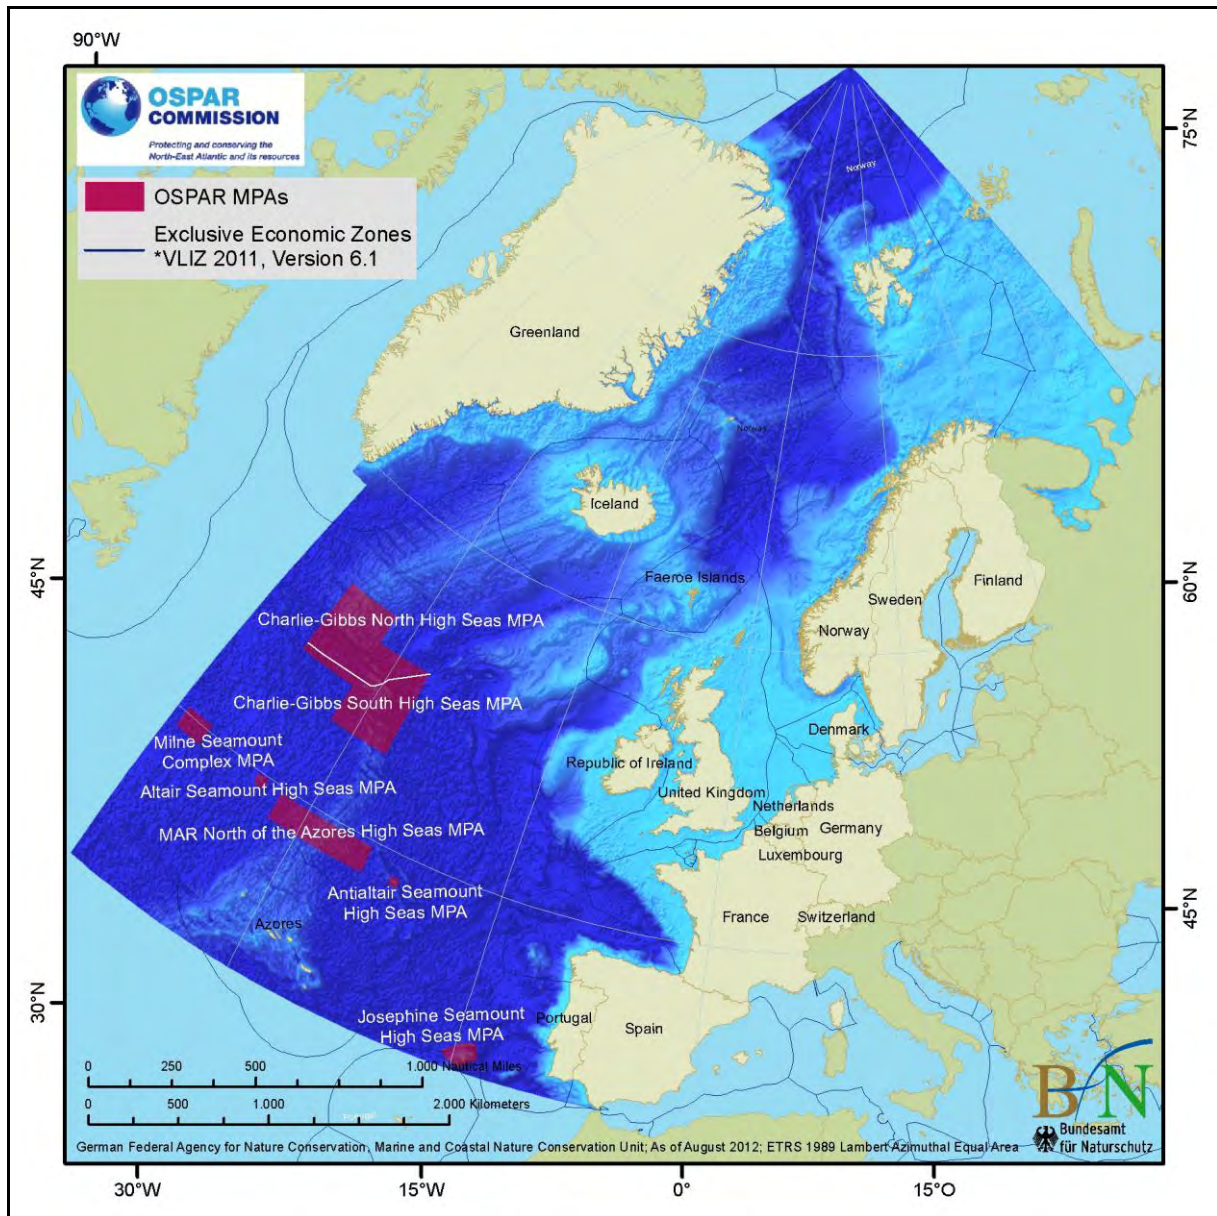 90°W
OSPAR
COMMISSION
Protecting and conserving the
North-East Atlantic and its resources
OSPAR MPAs
Exclusive Economic Zones
*VLIZ 2011, Version 6.1
75°N
Norway
Greenland
Norway
Iceland
45°N
Faeroe Islands
60°N
Finland
Sweden
Norway
Charlie-Gibbs North High Seas MPA
Charlie-Gibbs South High Seas MPA
Milne Seamount
Complex MPA
Denmark
Republic of Ireland
Altair Seamount High Seas MPA
United Kingdom
Netherlands
MAR North of the Azores High Seas MPA
Belgium
Germany
Luxembourg
Antialtair Seamount
High Seas MPA
Azores
France
Switzerland
45°N
30°N
Josephine Seamount
High Seas MPA
Portugal
Spain
0 250 500 1.000 Nautical Miles
0 500 1.000 2.000 Kilometers
BfN
Bundesamt
für Naturschutz
German Federal Agency for Nature Conservation, Marine and Coastal Nature Conservation Unit; As of August 2012; ETRS 1989 Lambert Azimuthal Equal Area
30°W
15°W
0°
15°O